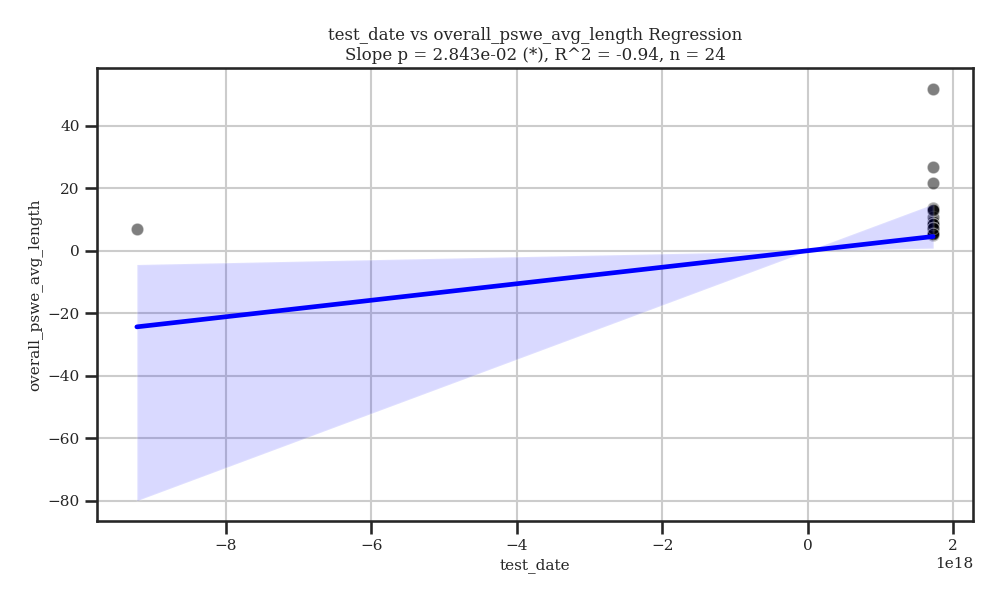 test_date vs overall_pswe_avg_length Regression
Slope p = 2.843e-02 (*), R^2 = -0.94, n = 24
overall_pswe_avg_length
40
20
0
−20
−40
−60
−80
−8
−6
−4
−2
0
2
1e18
test_date